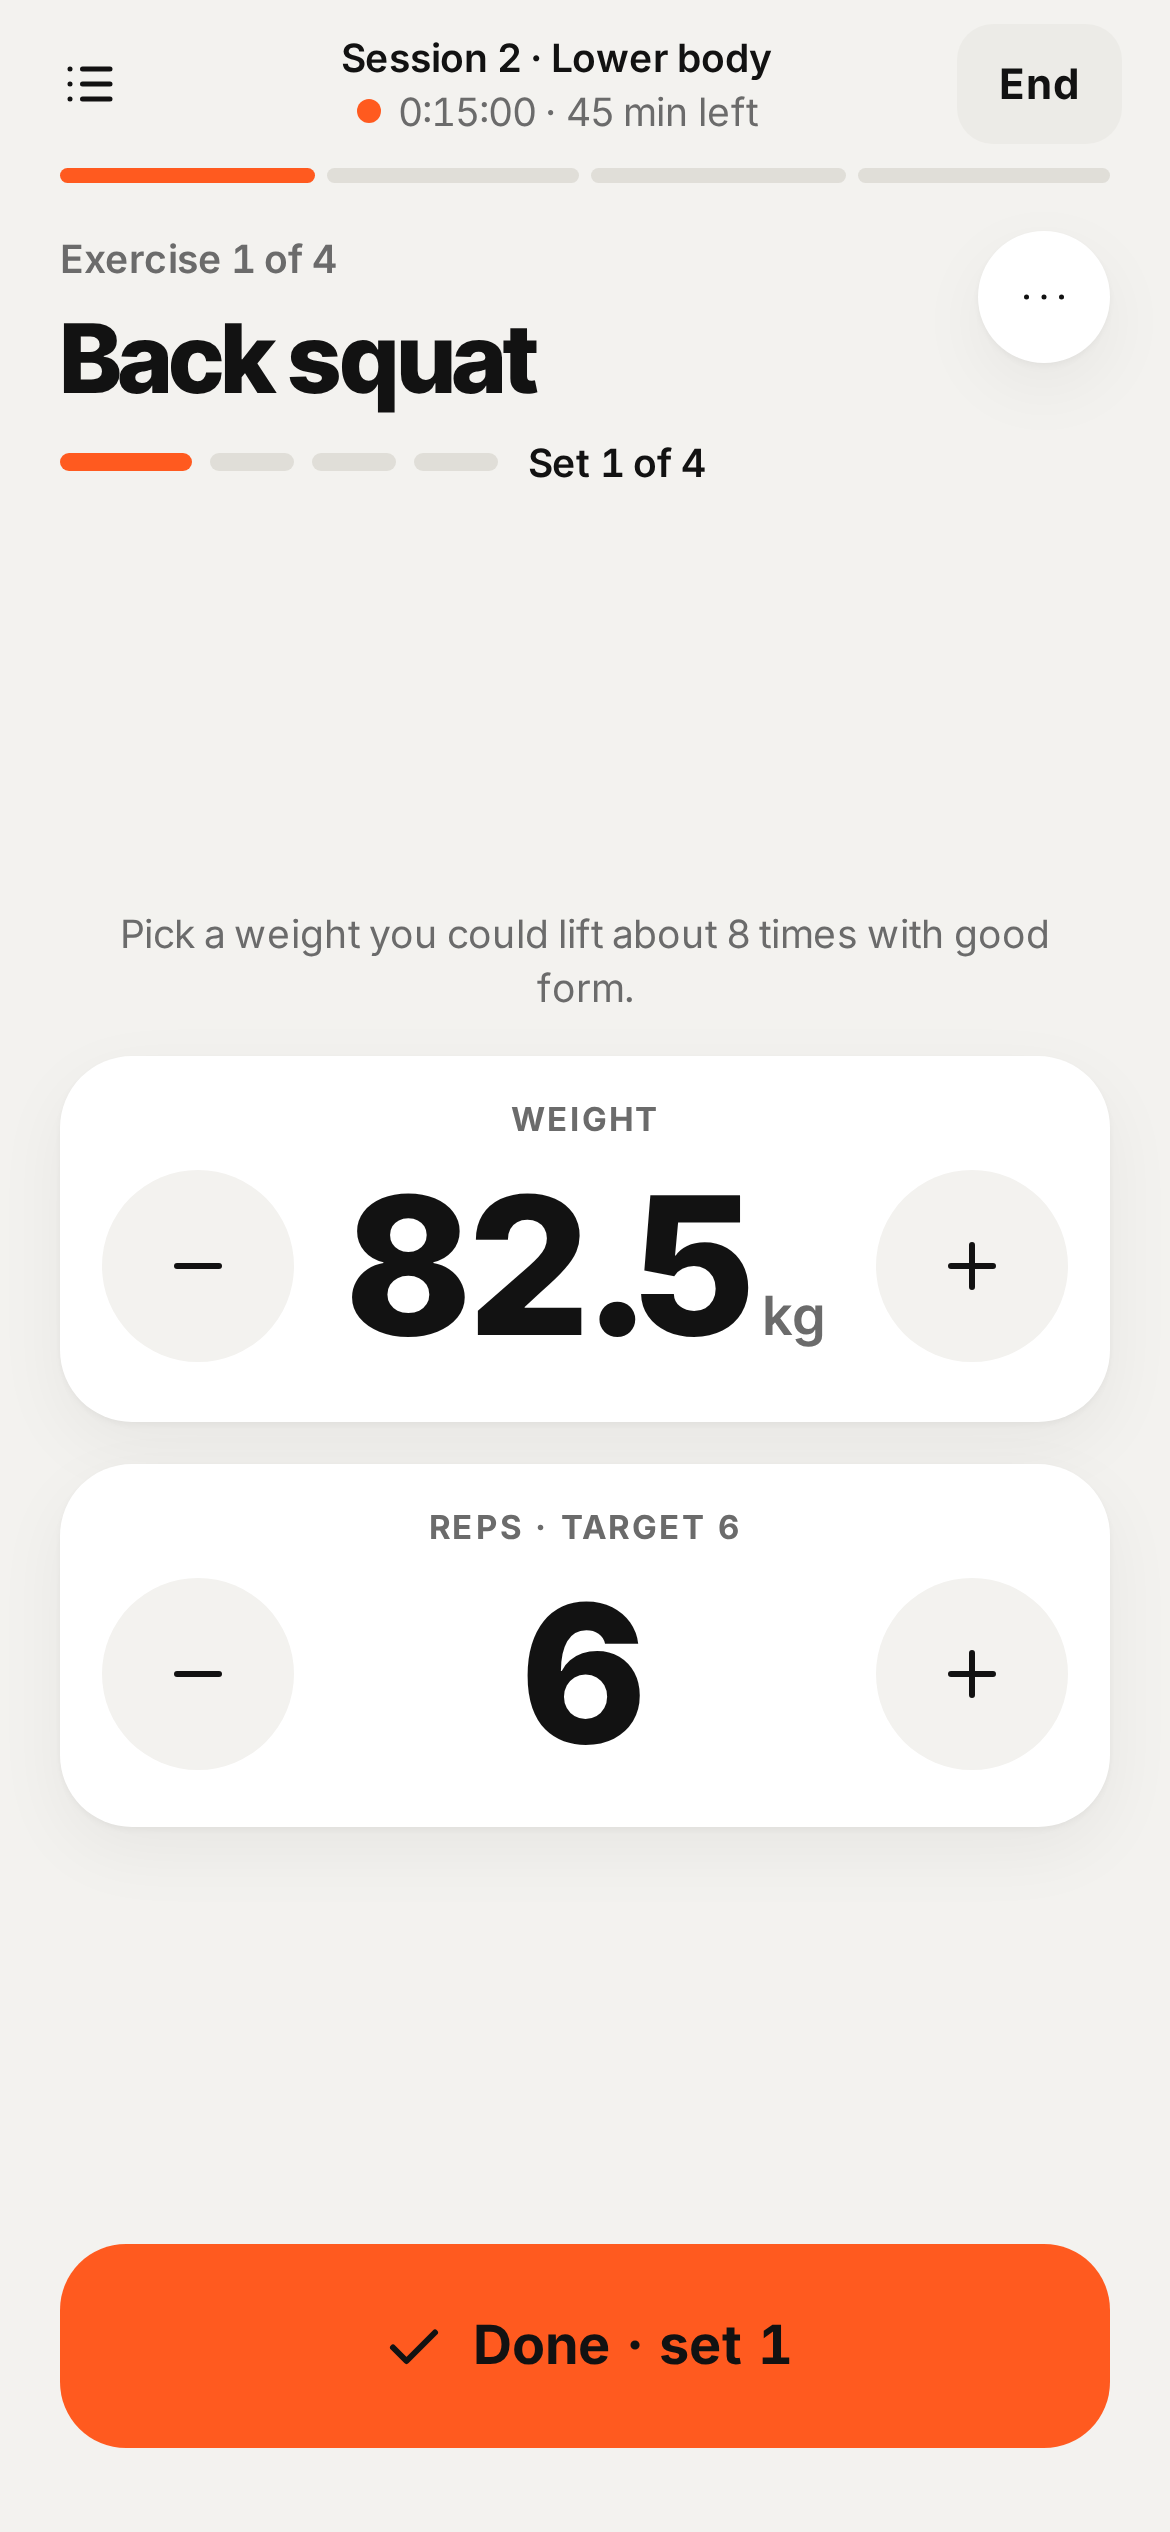 Session 2 · Lower body
0:15:00 · 45 min left
End
Exercise 1 of 4
Back squat
Set 1 of 4
Pick a weight you could lift about 8 times with good
form.
WEIGHT
82.5 kg
REPS · TARGET 6
6
Done · set 1